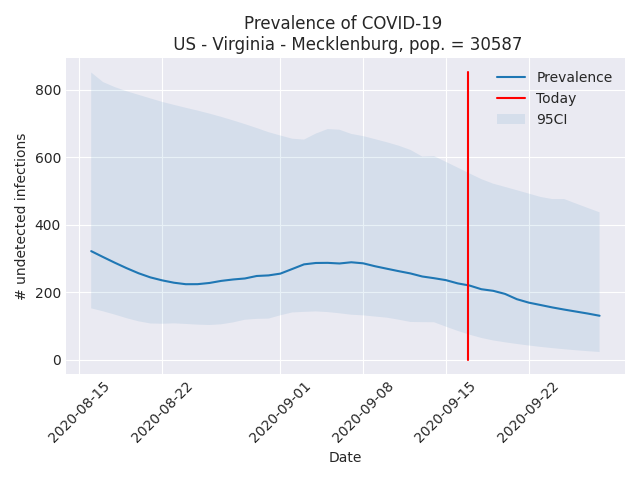 Prevalence of COVID-19
US - Virginia - Mecklenburg, pop. = 30587
# undetected infections
800
600
400
200
0
Prevalence
Today
95CI
2020-08-15
2020-08-22
2020-09-01
2020-09-08
2020-09-15
2020-09-22
Date